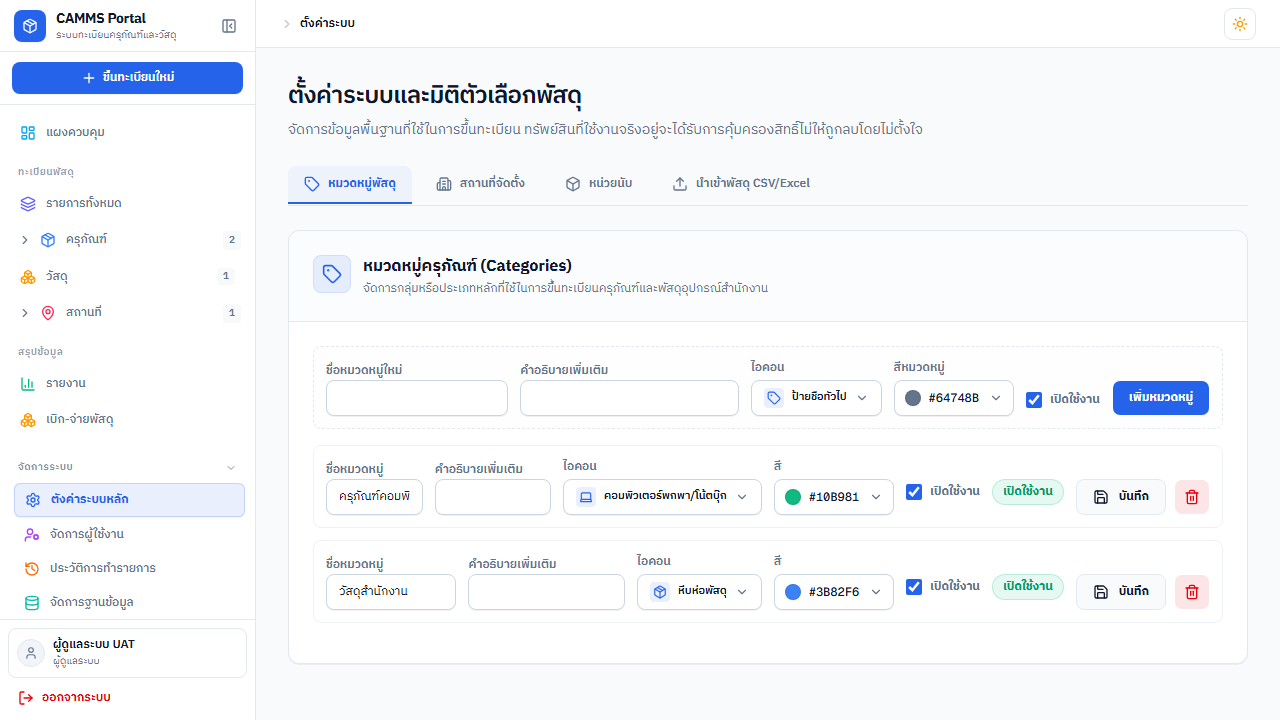 CAMMS Portal
ระบบทะเบียนครุภัณฑ์และวัสดุ
ขึ้นทะเบียนใหม่
แผงควบคุม
ทะเบียนพัสดุ
รายการทั้งหมด
ครุภัณฑ์ 2
วัสดุ 1
สถานที่ 1
สรุปข้อมูล
รายงาน
เบิก-จ่ายพัสดุ
จัดการระบบ
ตั้งค่าระบบหลัก
จัดการผู้ใช้งาน
ประวัติการทำรายการ
จัดการฐานข้อมูล
ผู้ดูแลระบบ UAT
ผู้ดูแลระบบ
ออกจากระบบ
ตั้งค่าระบบ
ตั้งค่าระบบและมิติตัวเลือกพัสดุ
จัดการข้อมูลพื้นฐานที่ใช้ในการขึ้นทะเบียน ทรัพย์สินที่ใช้งานจริงอยู่จะได้รับการคุ้มครองสิทธิ์ไม่ให้ถูกลบโดยไม่ตั้งใจ
หมวดหมู่พัสดุ สถานที่จัดตั้ง หน่วยนับ นำเข้าพัสดุ CSV/Excel
หมวดหมู่ครุภัณฑ์ (Categories)
จัดการกลุ่มหรือประเภทหลักที่ใช้ในการขึ้นทะเบียนครุภัณฑ์และพัสดุอุปกรณ์สำนักงาน
ชื่อหมวดหมู่ใหม่ คำอธิบายเพิ่มเติม ไอคอน สีหมวดหมู่
ป้ายชื่อทั่วไป #64748B เปิดใช้งาน เพิ่มหมวดหมู่
ชื่อหมวดหมู่ คำอธิบายเพิ่มเติม ไอคอน สี
ครุภัณฑ์คอมพิ คอมพิวเตอร์พกพา/โน้ตบุ๊ก #10B981 เปิดใช้งาน เปิดใช้งาน บันทึก
ชื่อหมวดหมู่ คำอธิบายเพิ่มเติม ไอคอน สี
วัสดุสำนักงาน หีบห่อพัสดุ #3B82F6 เปิดใช้งาน เปิดใช้งาน บันทึก